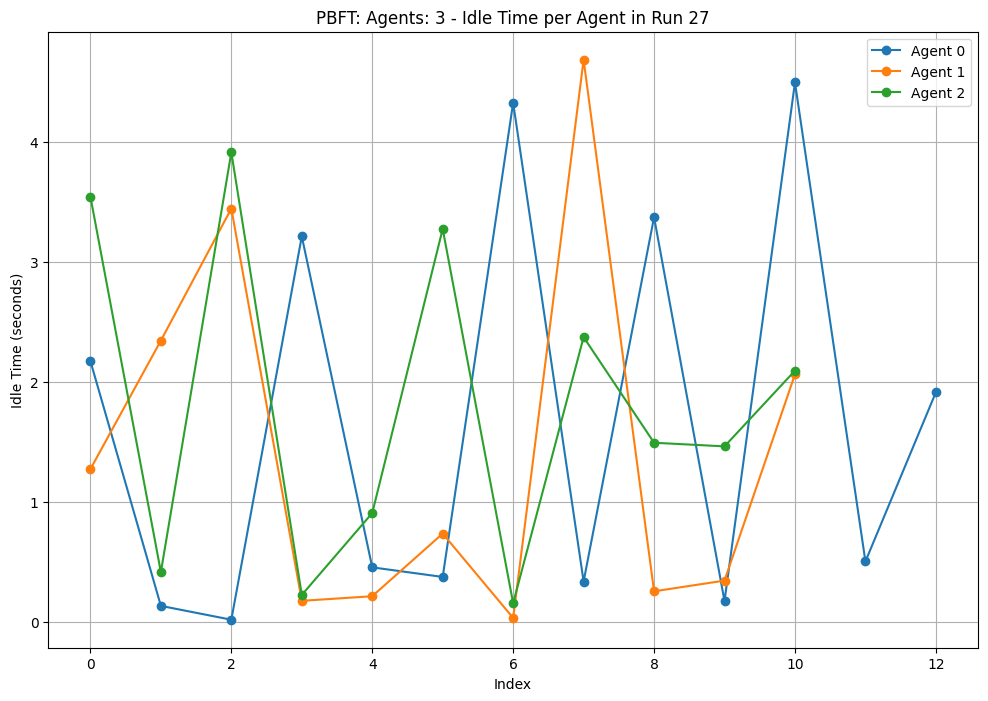 PBFT: Agents: 3 - Idle Time per Agent in Run 27
Agent 0
Agent 1
Agent 2
Idle Time (seconds)
4
3
2
1
0
0 2 4 6 8 10 12
Index